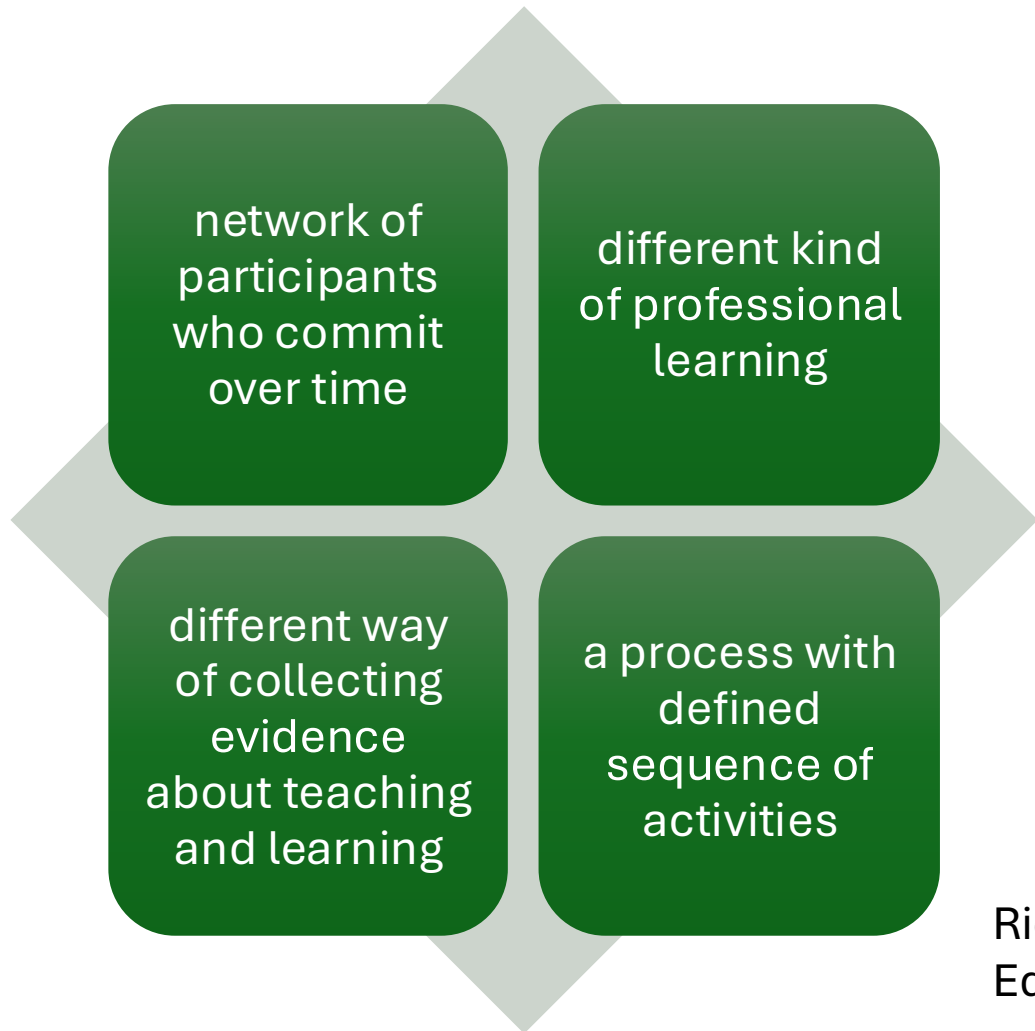 network of
participants
who commit
over time
different kind
of professional
learning
different way
of collecting
evidence
about teaching
and learning
a process with
defined
sequence of
activities